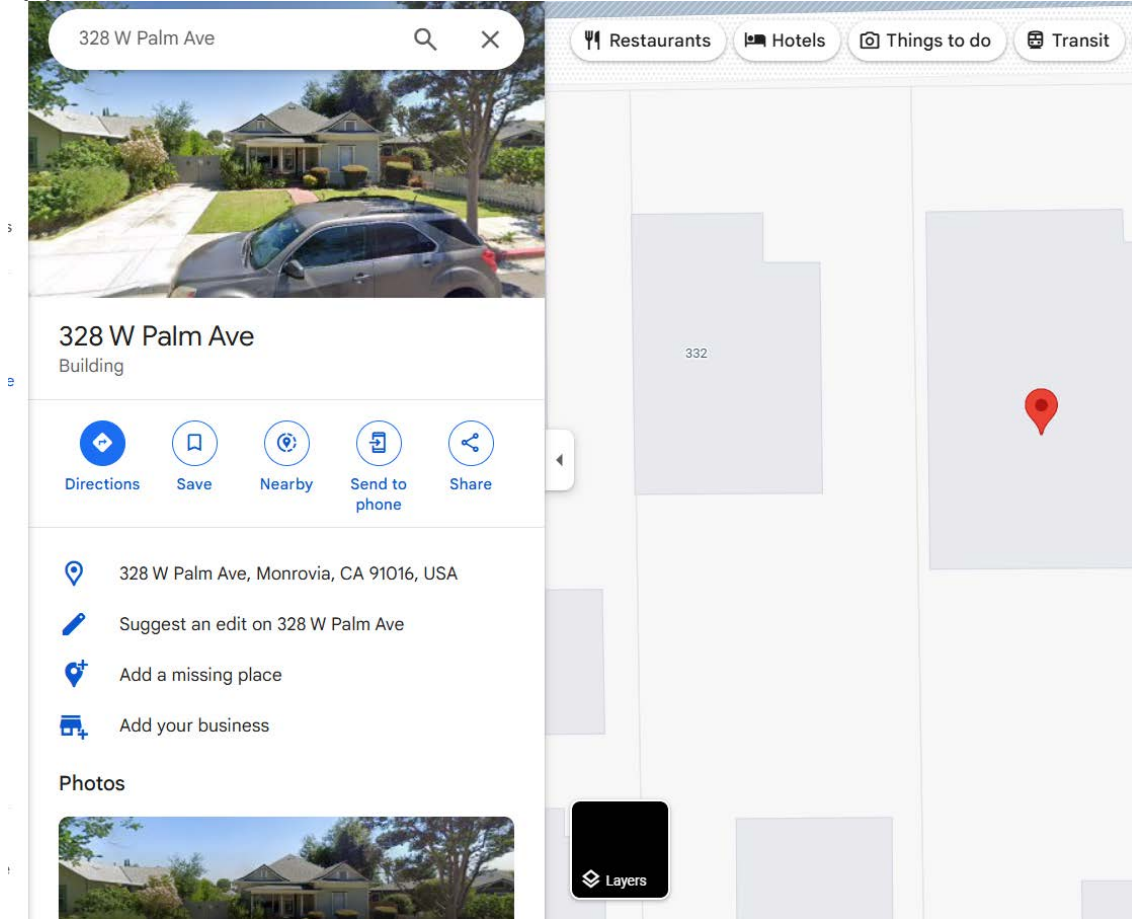 328 W Palm Ave
Restaurants
Hotels
Things to do
Transit
328 W Palm Ave
Building
Directions
Save
Nearby
Send to
phone
Share
328 W Palm Ave, Monrovia, CA 91016, USA
Suggest an edit on 328 W Palm Ave
Add a missing place
Add your business
Photos
332
Layers
s
e